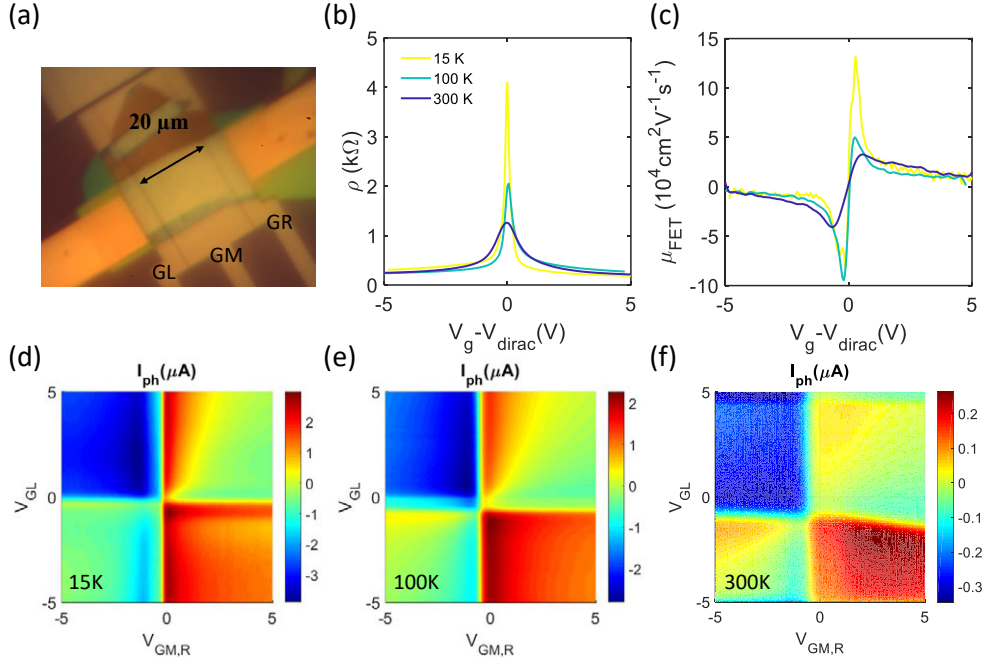 (a)
20 µm
GL
GM
GR
(b)
5
4
3
2
1
0
ρ (kΩ)
15 K
100 K
300 K
-5
0
5
V_g-V_dirac(V)
(c)
15
10
5
0
-5
-10
μ_FET (10^4cm^2V^-1s^-1)
-5
0
5
V_g-V_dirac(V)
(d)
I_ph(μA)
5
0
-5
V_GL
15K
-5
0
5
V_GM,R
2
1
0
-1
-2
-3
(e)
I_ph(μA)
5
0
-5
V_GL
100K
-5
0
5
V_GM,R
2
1
0
-1
-2
(f)
I_ph(μA)
5
0
-5
V_GL
300K
-5
0
5
V_GM,R
0.2
0.1
0
-0.1
-0.2
-0.3